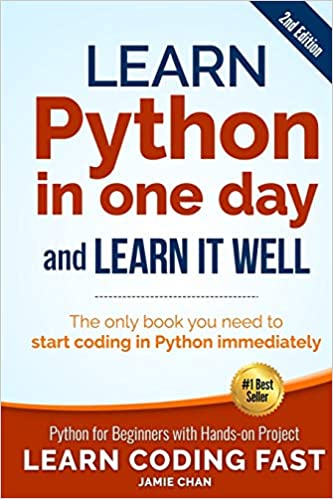 2nd Edition
LEARN
Python
in one day
and LEARN IT WELL
The only book you need to
start coding in Python immediately
#1 Best
Seller
Python for Beginners with Hands-on Project
LEARN CODING FAST
JAMIE CHAN